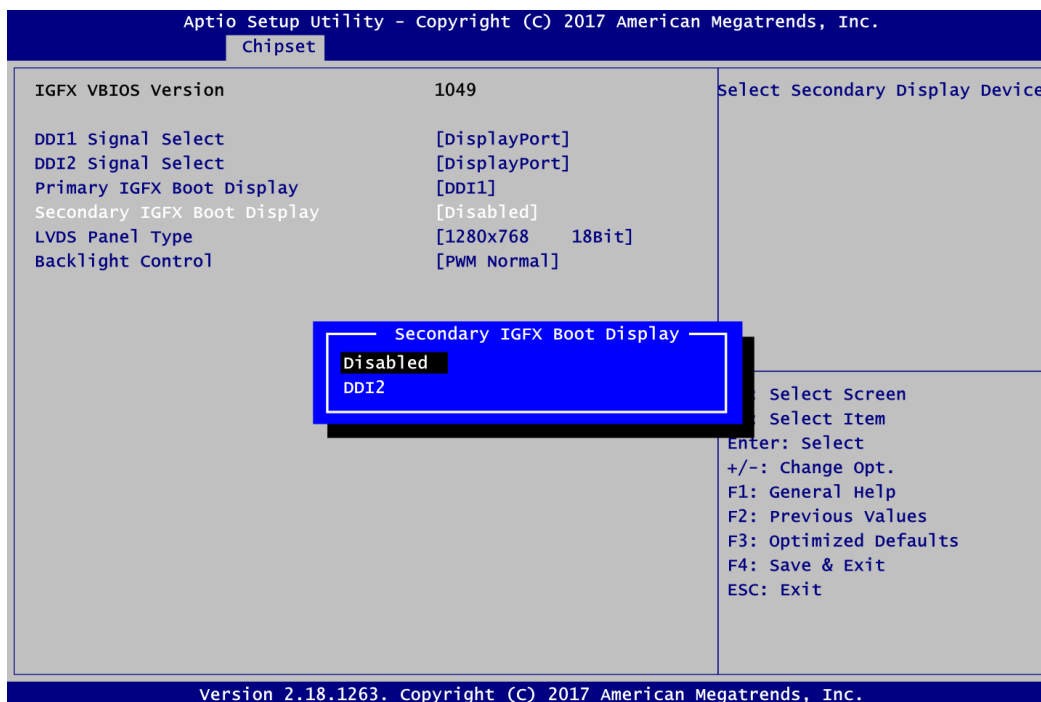 Aptio Setup Utility - Copyright (C) 2017 American Megatrends, Inc.
Chipset
IGFX VBIOS Version 1049
Select Secondary Display Device
DDI1 Signal Select [DisplayPort]
DDI2 Signal Select [DisplayPort]
Primary IGFX Boot Display [DDI1]
Secondary IGFX Boot Display [Disabled]
LVDS Panel Type [1280x768 18Bit]
Backlight Control [PWM Normal]
Secondary IGFX Boot Display
Disabled
DDI2
: Select Screen
: Select Item
Enter: Select
+/-: Change Opt.
F1: General Help
F2: Previous Values
F3: Optimized Defaults
F4: Save & Exit
ESC: Exit
Version 2.18.1263. Copyright (C) 2017 American Megatrends, Inc.